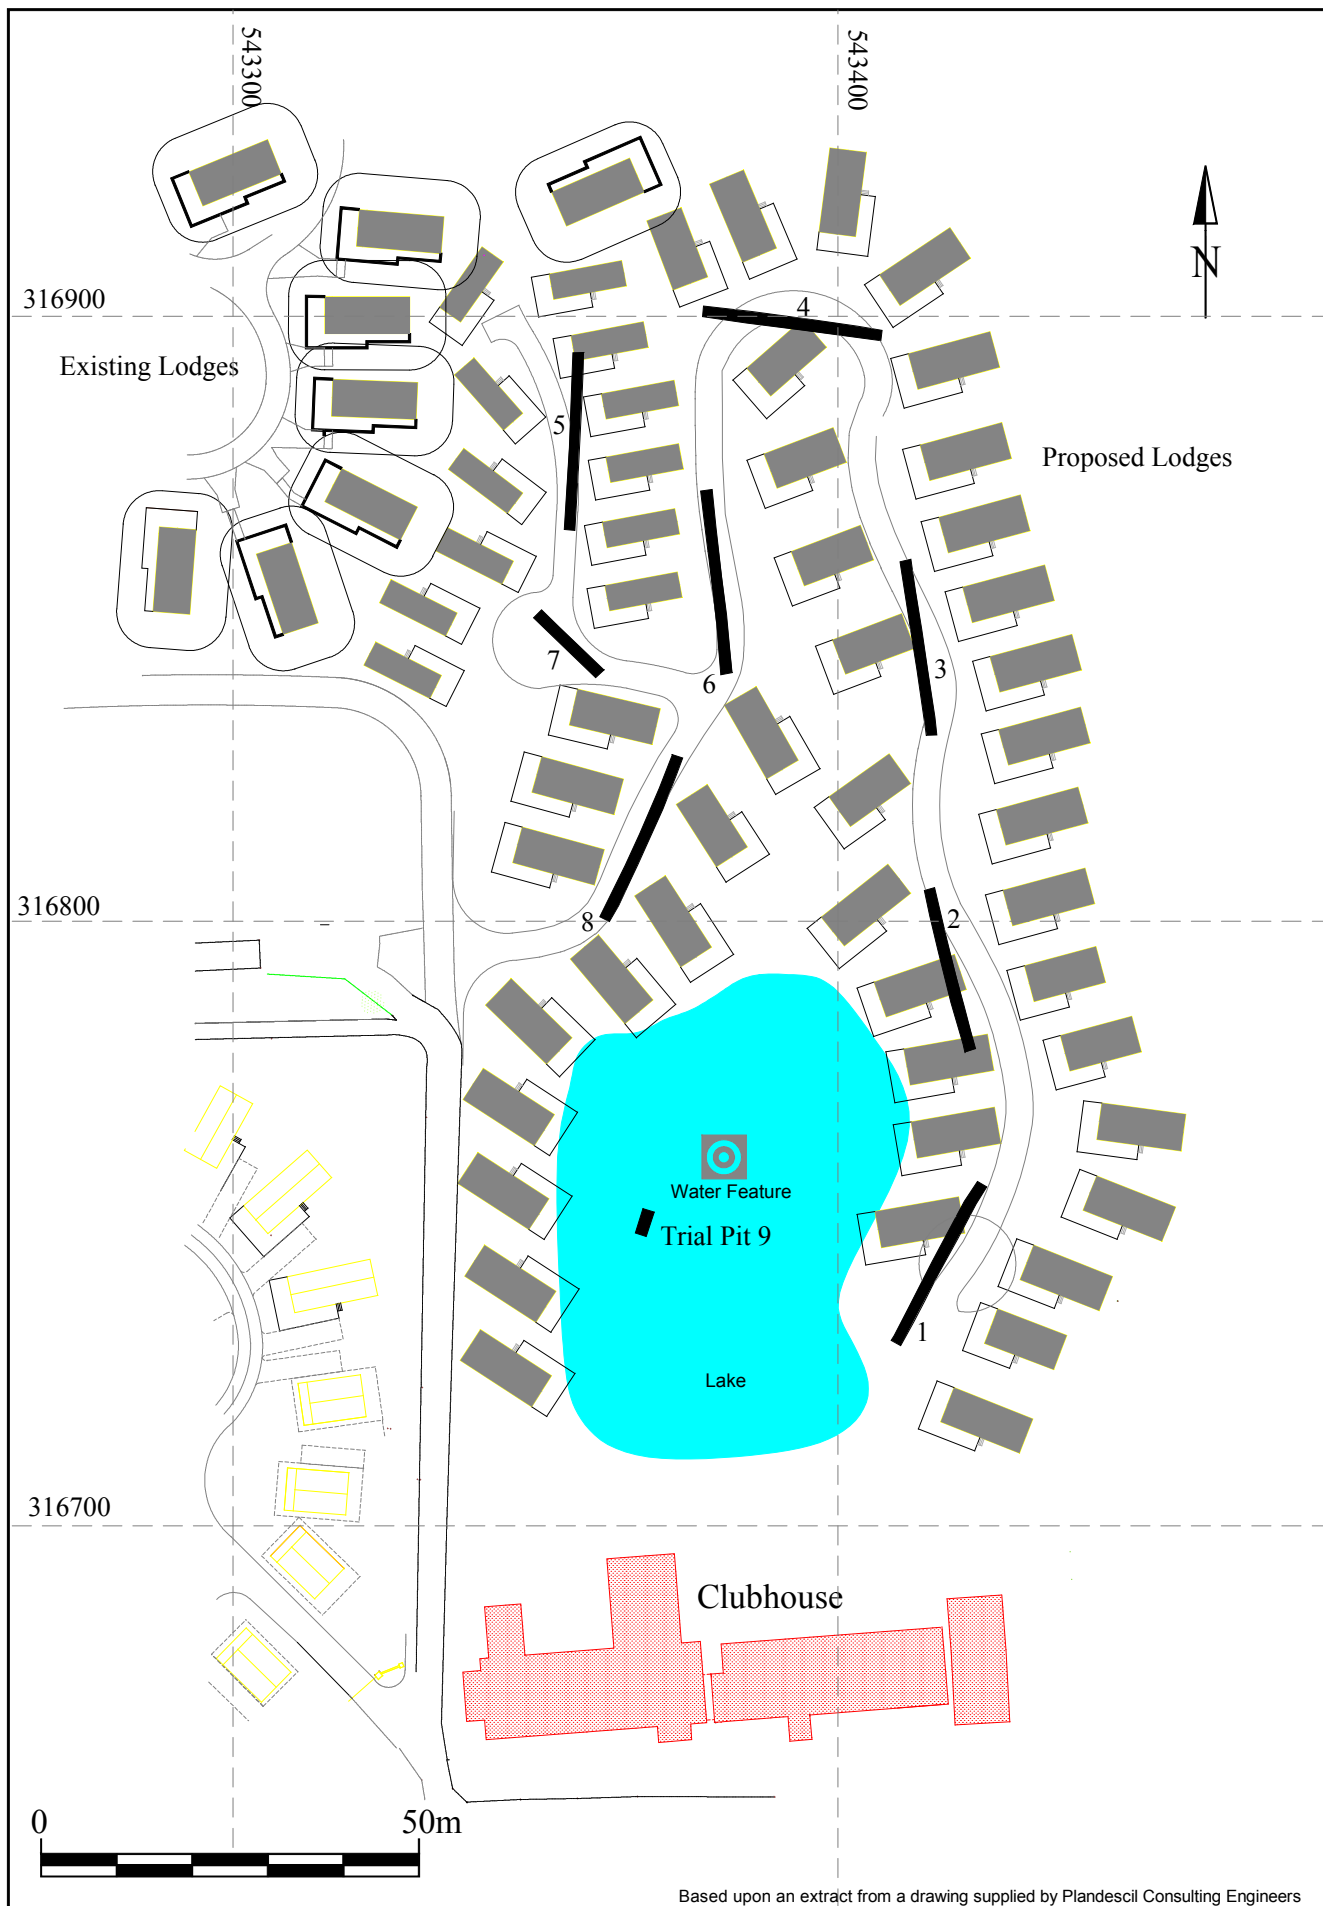 543300
543400
N
316900
4
Existing Lodges
5
Proposed Lodges
7
3
6
316800
8
2
Water Feature
Trial Pit 9
1
Lake
316700
Clubhouse
0 50m
Based upon an extract from a drawing supplied by Plandescil Consulting Engineers